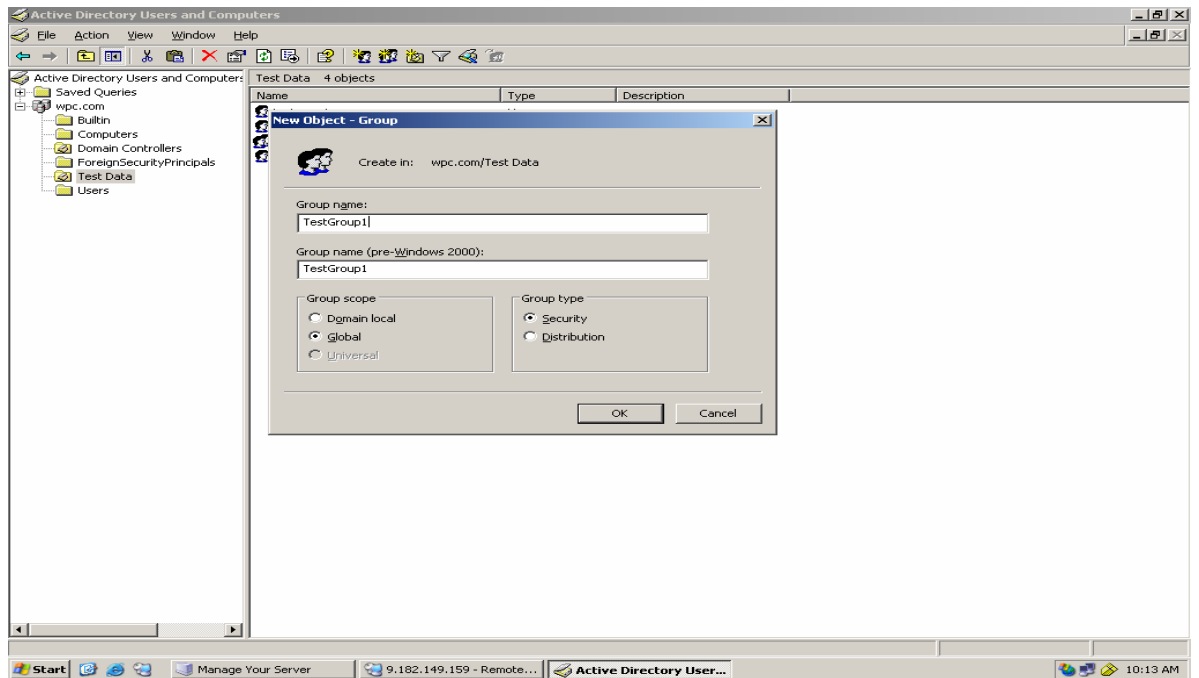 Active Directory Users and Computers
File Action View Window Help
Active Directory Users and Computers
Test Data 4 objects
Saved Queries
wpc.com
Builtin
Computers
Domain Controllers
ForeignSecurityPrincipals
Test Data
Users
Name Type Description
New Object - Group
Create in: wpc.com/Test Data
Group name:
TestGroup1
Group name (pre-Windows 2000):
TestGroup1
Group scope
Domain local
Global
Universal
Group type
Security
Distribution
OK Cancel
Start Manage Your Server 9.182.149.159 - Remote... Active Directory User... 10:13 AM